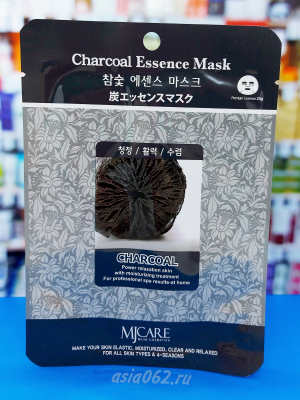 Charcoal Essence Mask
참숯 에센스 마스크
炭エッセンスマスク
Premium Essence 23g
청정 / 활력 / 수렴
CHARCOAL
Power relaxation skin
with moisturizing treatment
For professional spa results-at home
MJCARE
SKIN COSMETICS
MAKE YOUR SKIN ELASTIC, MOISTURIZED, CLEAR AND RELAXED
FOR ALL SKIN TYPES & 4-SEASONS
asia062.ru